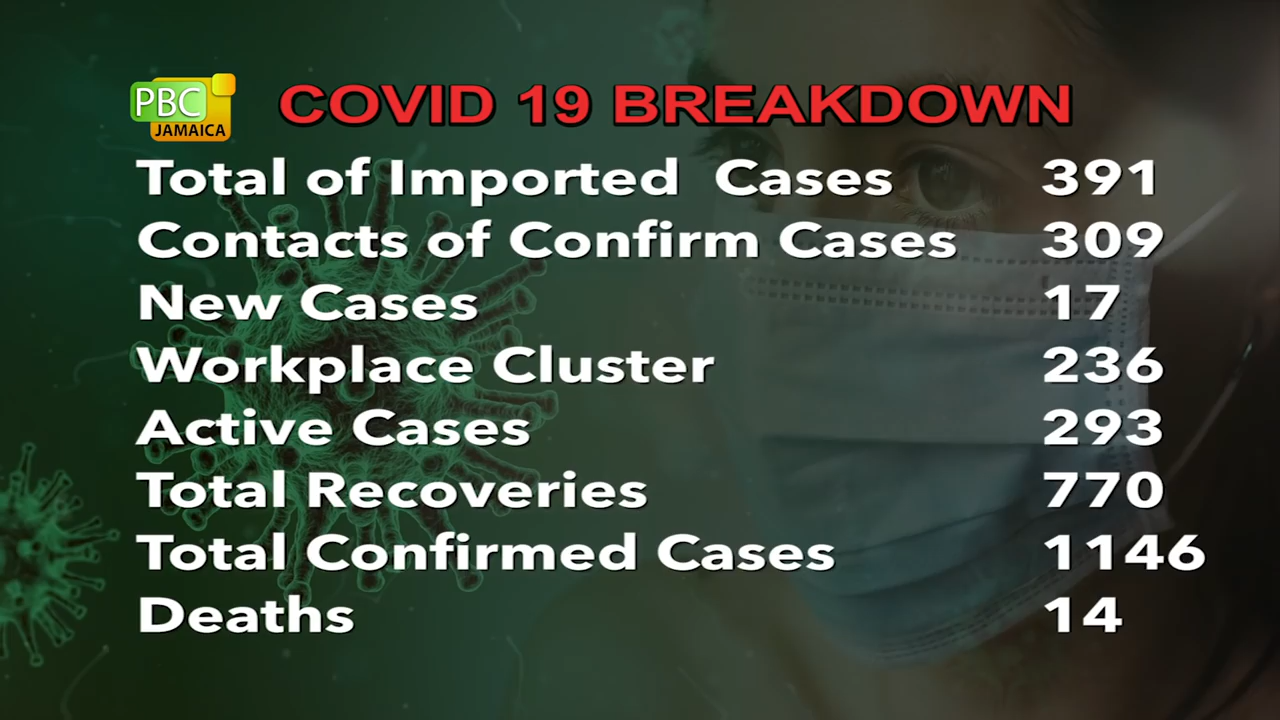 PBC
JAMAICA
COVID 19 BREAKDOWN
Total of Imported Cases 391
Contacts of Confirm Cases 309
New Cases 17
Workplace Cluster 236
Active Cases 293
Total Recoveries 770
Total Confirmed Cases 1146
Deaths 14